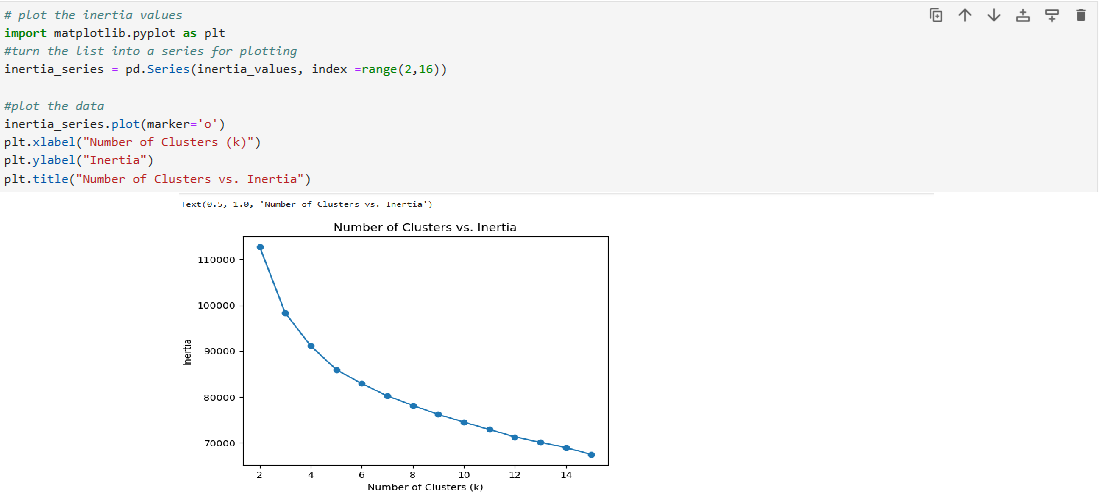 # plot the inertia values
import matplotlib.pyplot as plt
#turn the list into a series for plotting
inertia_series = pd.Series(inertia_values, index =range(2,16))
#plot the data
inertia_series.plot(marker='o')
plt.xlabel("Number of Clusters (k)")
plt.ylabel("Inertia")
plt.title("Number of Clusters vs. Inertia")
Text(0.5, 1.0, 'Number of Clusters vs. Inertia')
Number of Clusters vs. Inertia
110000
100000
90000
80000
70000
Inertia
2 4 6 8 10 12 14
Number of Clusters (k)